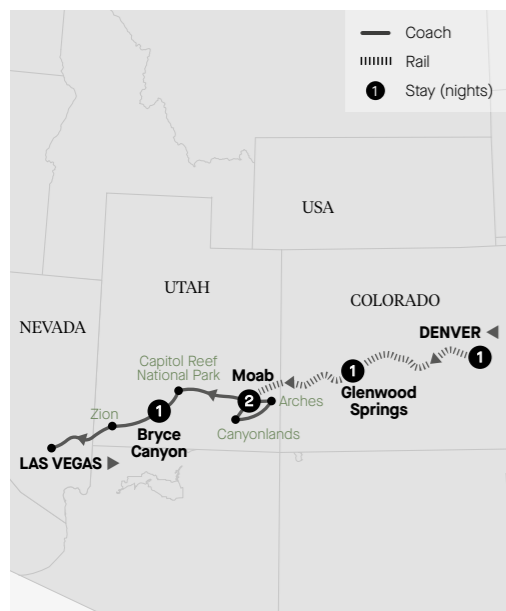 Coach
Rail
1 Stay (nights)
USA
UTAH
COLORADO
NEVADA
DENVER
1
Capitol Reef
National Park
Moab
1
2
Arches
Glenwood
Springs
Zion
1
Canyonlands
Bryce
Canyon
LAS VEGAS